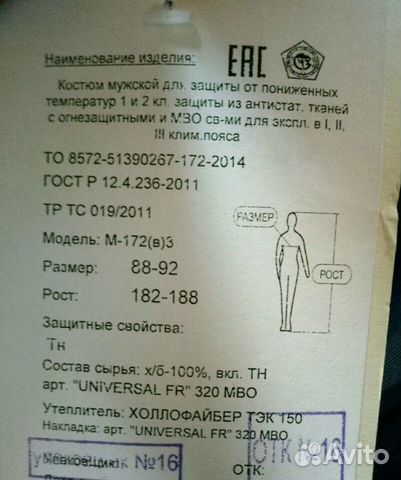 Наименование изделия:
ЕАС
Костюм мужской для защиты от пониженных
температур 1 и 2 кл. защиты из антистат. тканей
с огнезащитными и МВО св-ми для экспл. в I, II,
III клим.пояса
ТО 8572-51390267-172-2014
ГОСТ Р 12.4.236-2011
ТР ТС 019/2011
РАЗМЕР
Модель: М-172(в)3
Размер: 88-92
РОСТ
Рост: 182-188
Защитные свойства:
Тн
Состав сырья: х/б-100%, вкл. ТН
арт. "UNIVERSAL FR" 320 МВО
Утеплитель: ХОЛЛОФАЙБЕР ТЭК 150
Накладка: арт. "UNIVERSAL FR" 320 МВО
ОТК №16
№16
ОТК:
Avito